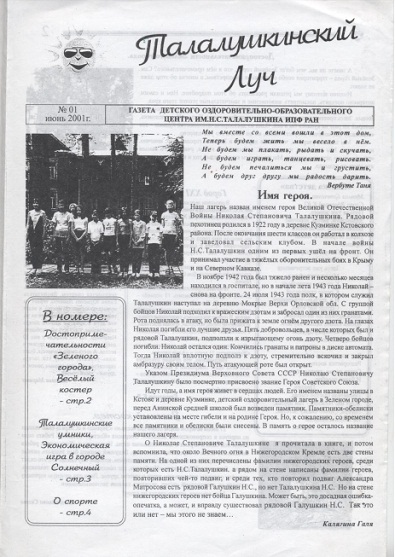 Талалушкинский
Луч
№ 01
июнь 2001г.
ГАЗЕТА ДЕТСКОГО ОЗДОРОВИТЕЛЬНО-ОБРАЗОВАТЕЛЬНОГО
ЦЕНТРА ИМ.Н.С.ТАЛАЛУШКИНА ИПФ РАН
Мы вместе со всеми вошли в этот дом,
Теперь будем жить мы весело в нём.
Не будем мы плакать, рыдать и скучать,
А будем играть, танцевать, рисовать.
Не будем печалиться мы и грустить,
А будем друг другу мы радость дарить.
Вербуте Таня
Имя героя.
Наш лагерь назван именем героя Великой Отечественной
Войны Николая Степановича Талалушкина. Рядовой
пехотинец родился в 1922 году в деревне Кузминке Кстовского
района. После окончания шести классов он работал в колхозе
и заведовал сельским клубом. В начале войны
Н.С.Талалушкин одним из первых ушёл на фронт. Он
принимал участие в тяжёлых оборонительных боях в Крыму
и на Северном Кавказе.
В ноябре 1942 года был тяжело ранен и несколько месяцев
находился в госпитале, но в начале лета 1943 года Николай –
снова на фронте. 24 июля 1943 года полк, в котором служил
Талалушкин наступал на деревню Мокрые Верхи Орловской области. С группой
бойцов Николай подошел к вражеским дзотам и забросал один из них гранатами.
Рота поднялась в атаку, но была прижата к земле огнём другого дзота. На глазах
Николая погибли его лучшие друзья. Пять добровольцев, в числе которых был и
рядовой Талалушкин, поползли к изрыгающему огонь дзоту. Четверо бойцов
погибли. Николай остался один. Кончились гранаты и патроны в диске автомата.
Тогда Николай вплотную подполз к дзоту, стремительно вскочил и закрыл
амбразуру своим телом. Путь атакующей роте был открыт.
Указом Президиума Верховного Совета СССР Николаю Степановичу
Талалушкину было посмертно присвоено звание Героя Советского Союза.
Идут годы, а имя героя живет в сердцах людей. Его именем названы улицы в
Кстове и деревне Кузминке, детский оздоровительный лагерь в Зеленом городе,
перед Анкинской средней школой был возведен памятник. Памятники-обелиски
установлены на месте гибели и на родине Героя. Но, к сожалению, со временем
все памятники и обелиски были снесены. В память о герое осталось название
нашего лагеря.
О Николае Степановиче Талалушкине я прочитала в книге, и потом
вспомнила, что около Вечного огня в Нижегородском Кремле есть две стены
памяти. На одной из них перечислены фамилии нижегородских героев, среди
которых есть Н.С.Талалушкин. а рядом на стене написаны фамилии героев,
повторивших чей-то подвиг; и среди тех, кто повторил подвиг Александра
Матросова есть рядовой Галушкин Н.С., но нет Талалушкина Н.С. Но на стене
нижегородских героев нет бойца Галушкина. Может быть, эта досадная ошибка-
опечатка, а может, и вправду существовал рядовой Галушкин Н.С. Так это
или нет – мы этого не знаем…
Калягина Галя
В номере:
Достоприме-
чательности
«Зеленого
города»,
Весёлый
костер
- стр.2
Талалушкинские
умники,
Экономическая
игра в городе
Солнечный
- стр.3
О спорте
- стр.4